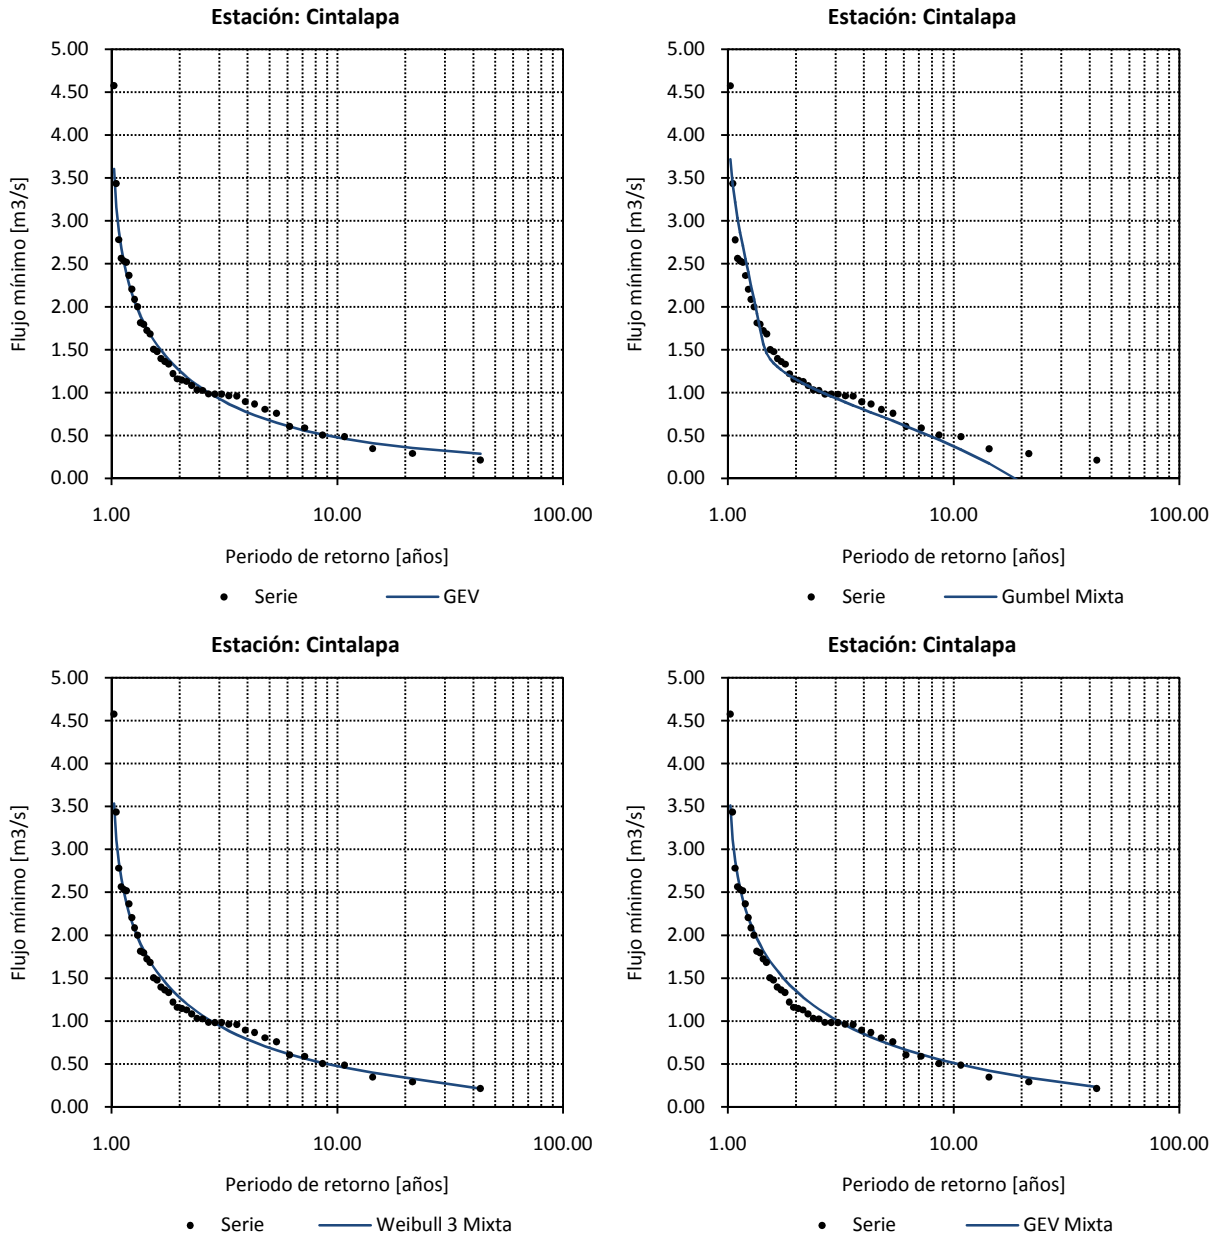 Estación: Cintalapa
Flujo mínimo [m3/s]
5.00
4.50
4.00
3.50
3.00
2.50
2.00
1.50
1.00
0.50
0.00
1.00 10.00 100.00
Periodo de retorno [años]
Serie GEV
Estación: Cintalapa
Flujo mínimo [m3/s]
5.00
4.50
4.00
3.50
3.00
2.50
2.00
1.50
1.00
0.50
0.00
1.00 10.00 100.00
Periodo de retorno [años]
Serie Gumbel Mixta
Estación: Cintalapa
Flujo mínimo [m3/s]
5.00
4.50
4.00
3.50
3.00
2.50
2.00
1.50
1.00
0.50
0.00
1.00 10.00 100.00
Periodo de retorno [años]
Serie Weibull 3 Mixta
Estación: Cintalapa
Flujo mínimo [m3/s]
5.00
4.50
4.00
3.50
3.00
2.50
2.00
1.50
1.00
0.50
0.00
1.00 10.00 100.00
Periodo de retorno [años]
Serie GEV Mixta